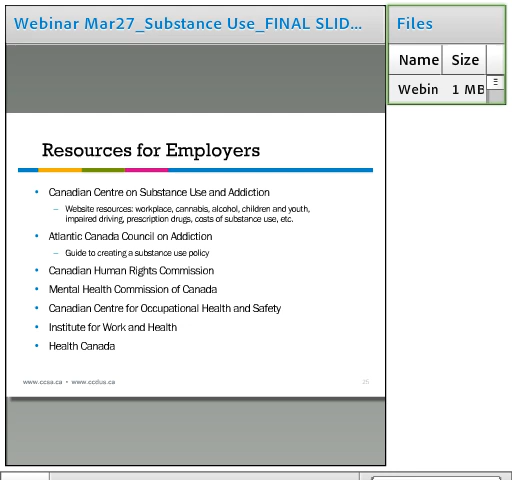 Webinar Mar27_Substance Use_FINAL SLID...
Files
Name Size
Webin 1 MB
Resources for Employers
• Canadian Centre on Substance Use and Addiction
– Website resources: workplace, cannabis, alcohol, children and youth,
impaired driving, prescription drugs, costs of substance use, etc.
• Atlantic Canada Council on Addiction
– Guide to creating a substance use policy
• Canadian Human Rights Commission
• Mental Health Commission of Canada
• Canadian Centre for Occupational Health and Safety
• Institute for Work and Health
• Health Canada
www.ccsa.ca • www.ccdus.ca
25